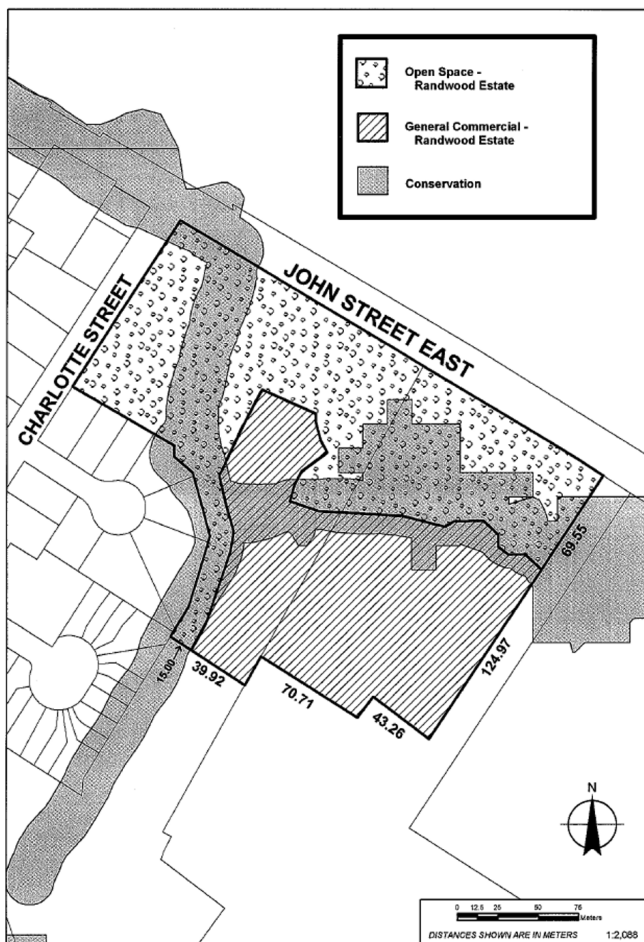 Open Space -
Randwood Estate
General Commercial -
Randwood Estate
Conservation
JOHN STREET EAST
CHARLOTTE STREET
69.55
124.97
15.00
39.92
70.71
43.26
N
0 12.5 25 50 75
Meters
DISTANCES SHOWN ARE IN METERS 1:2,088